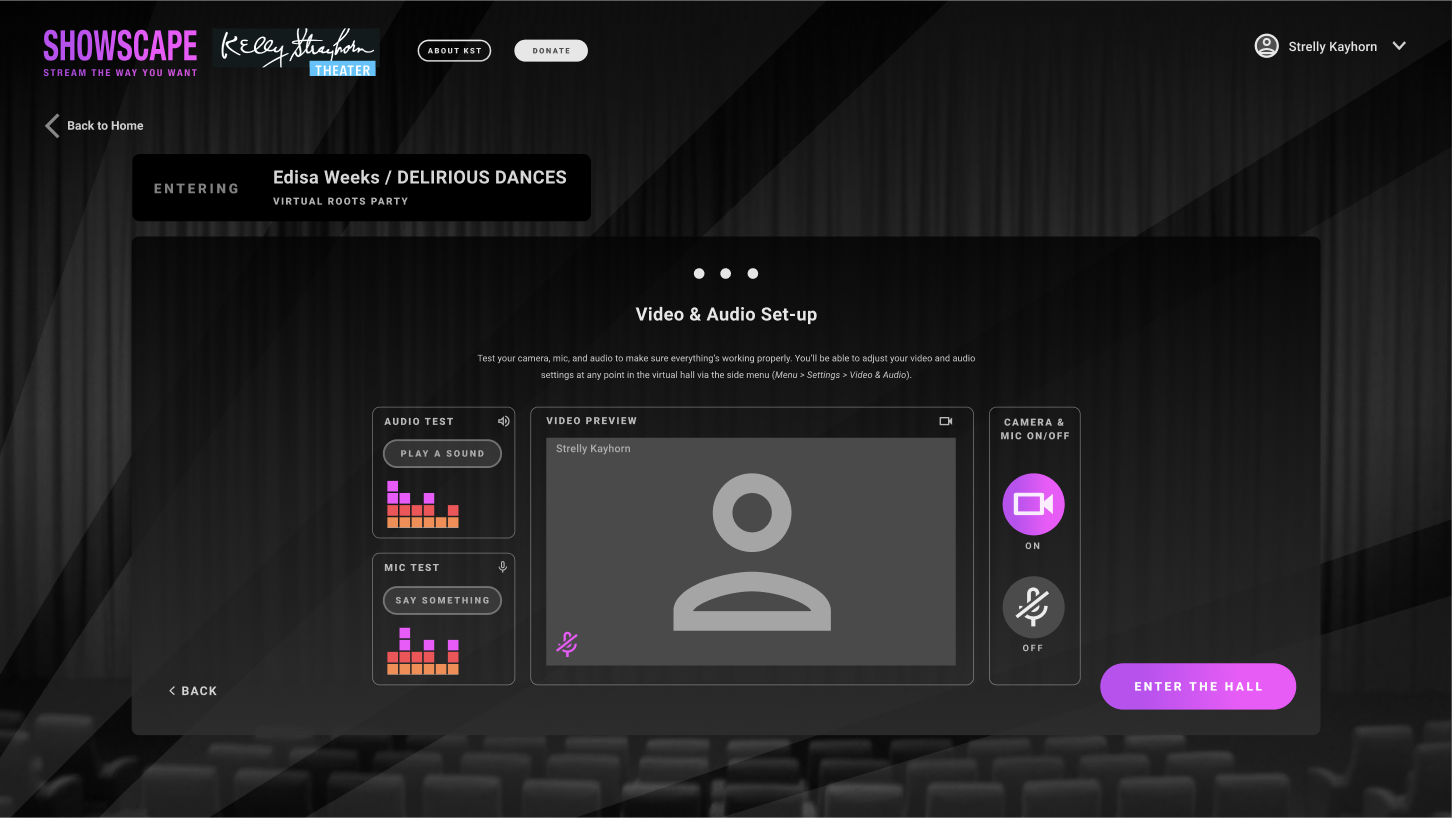 SHOWSCAPE
STREAM THE WAY YOU WANT
Kelly Strayhorn
THEATER
ABOUT KST
DONATE
Strelly Kayhorn
Back to Home
ENTERING
Edisa Weeks / DELIRIOUS DANCES
VIRTUAL ROOTS PARTY
Video & Audio Set-up
Test your camera, mic, and audio to make sure everything's working properly. You'll be able to adjust your video and audio
settings at any point in the virtual hall via the side menu (Menu > Settings > Video & Audio).
AUDIO TEST
PLAY A SOUND
MIC TEST
SAY SOMETHING
VIDEO PREVIEW
Strelly Kayhorn
CAMERA &
MIC ON/OFF
ON
OFF
< BACK
ENTER THE HALL